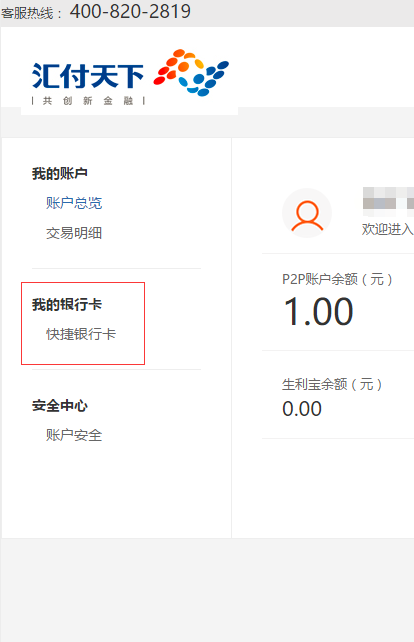 客服热线： 400-820-2819
汇付天下
共创新金融
我的账户
账户总览
交易明细
我的银行卡
快捷银行卡
安全中心
账户安全
欢迎进入
P2P账户余额（元）
1.00
生利宝余额（元）
0.00